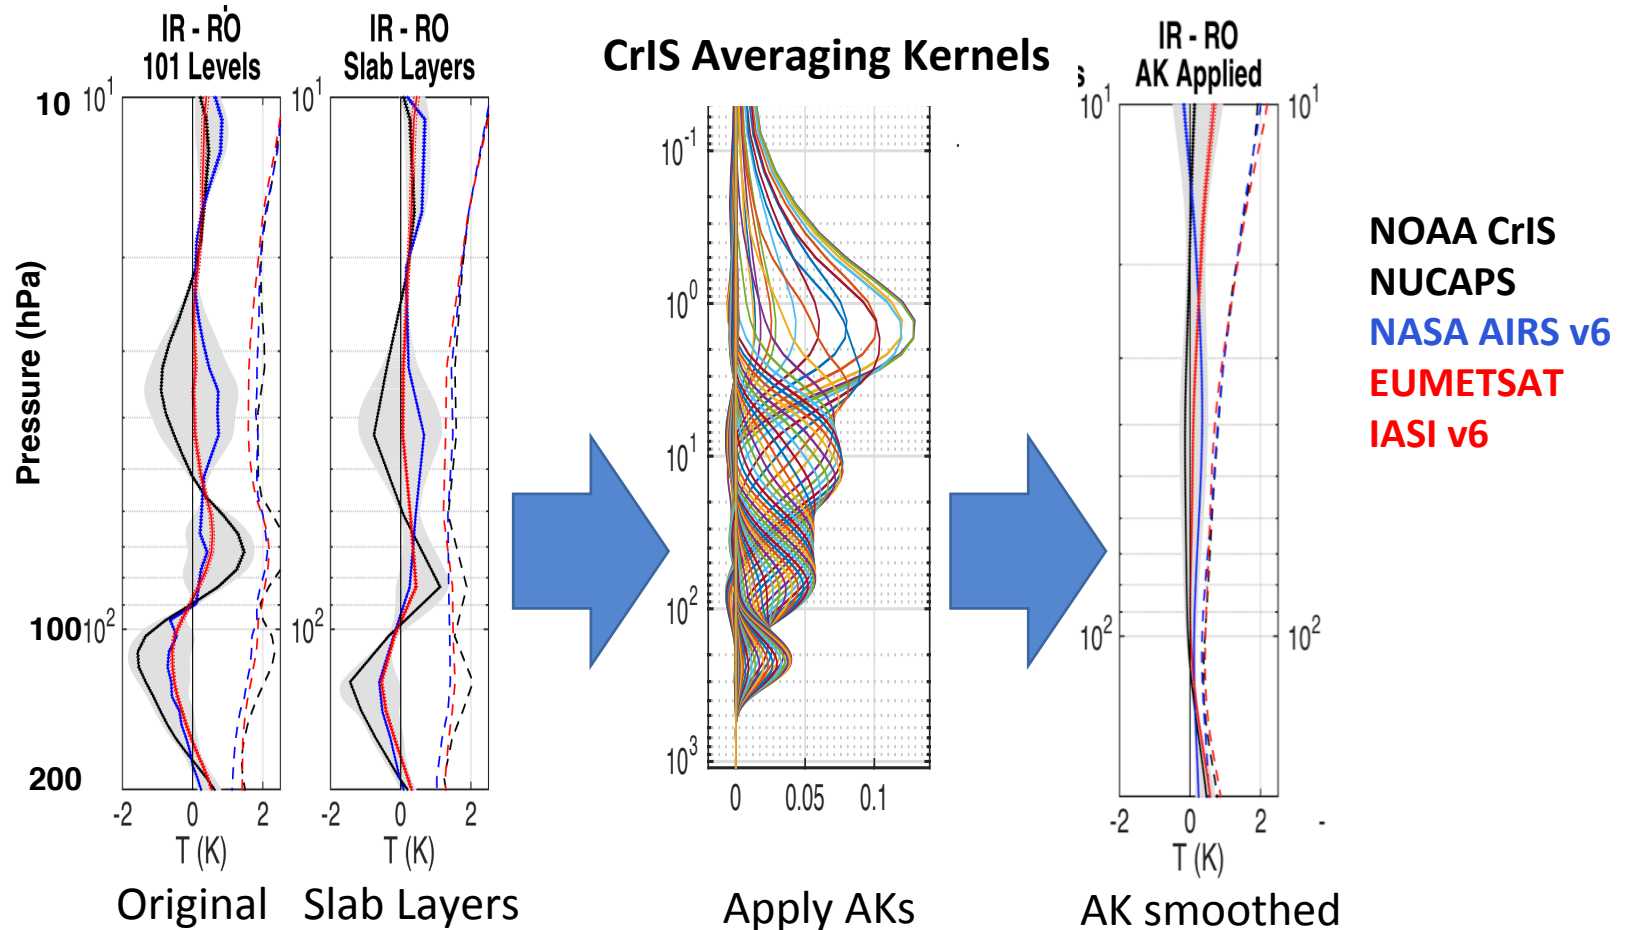 IR - RO
101 Levels
IR - RO
Slab Layers
CrIS Averaging Kernels
IR - RO
s AK Applied
Pressure (hPa)
10 10¹
100 10²
200
-2 0 2
T (K)
10¹
10²
-2 0 2
T (K)
10⁻¹
10⁰
10¹
10²
10³
0 0.05 0.1
10¹ 10¹
10² 10²
-2 0 2 -
T (K)
NOAA CrIS
NUCAPS
NASA AIRS v6
EUMETSAT
IASI v6
Original
Slab Layers
Apply AKs
AK smoothed